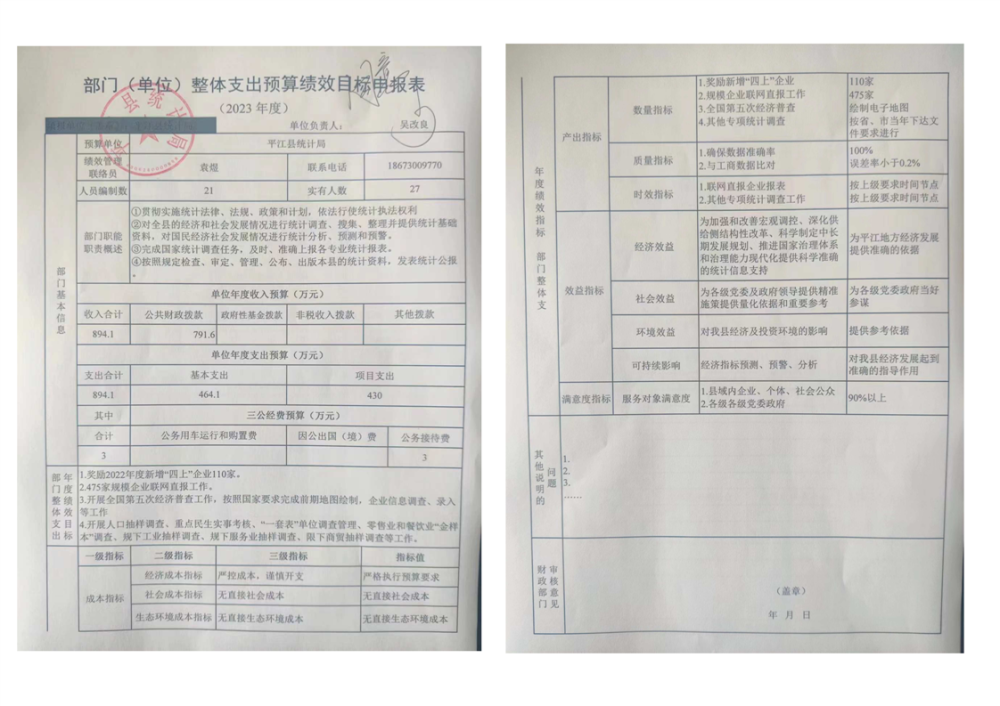 部门（单位）整体支出预算绩效目标申报表
（2023 年度）
单位负责人： 吴改良
预算单位 平江县统计局
绩效管理联络员 袁煜 联系电话 18673009770
人员编制数 21 实有人数 27
部门基本信息
部门职能职责概述
①贯彻实施统计法律、法规、政策和计划，依法行使统计执法权利
②对全县的经济和社会发展情况进行统计调查、搜集、整理并提供统计基础
资料，对国民经济社会发展情况进行统计分析、预测和预警。
③完成国家统计调查任务、及时、准确上报各专业统计报表。
④按照规定检查、审定、管理、公布、出版本县的统计资料，发表统计公报
。
单位年度收入预算（万元）
收入合计 公共财政拨款 政府性基金拨款 非税收入拨款 其他拨款
894.1 791.6
单位年度支出预算（万元）
支出合计 基本支出 项目支出
894.1 464.1 430
其中 三公经费预算（万元）
合计 公务用车运行和购置费 因公出国（境）费 公务接待费
3 3
部门整体支出年度绩效目标
1.奖励2022年度新增“四上”企业110家。
2.475家规模企业联网直报工作。
3.开展全国第五次经济普查工作，按照国家要求完成前期地图绘制，企业信息调查、录入
等工作
4.开展人口抽样调查、重点民生实事考核、“一套表”单位调查管理、零售业和餐饮业“金样
本”调查、规下工业抽样调查、规下服务业抽样调查、限下商贸抽样调查等工作。
一级指标 二级指标 三级指标 指标值
成本指标
经济成本指标 严控成本、谨慎开支 严格执行预算要求
社会成本指标 无直接社会成本 无直接社会成本
生态环境成本指标 无直接生态环境成本 无直接生态环境成本
年度绩效指标 部门整体支
产出指标
数量指标
1.奖励新增“四上”企业 110家
2.规模企业联网直报工作 475家
3.全国第五次经济普查 绘制电子地图
4.其他专项统计调查 按省、市当年下达文
件要求进行
质量指标
1.确保数据准确率 100%
2.与工商数据比对 误差率小于0.2%
时效指标
1.联网直报企业报表 按上级要求时间节点
2.其他专项统计调查工作 按上级要求时间节点
效益指标
经济效益
为加强和改善宏观调控、深化供
给侧结构性改革、科学制定中长
期发展规划、推进国家治理体系
和治理能力现代化提供科学准确
的统计信息支持
为平江地方经济发展
提供准确的依据
社会效益
为各级党委及政府领导提供精准
施策提供量化依据和重要参考
为各级党委政府当好
参谋
环境效益 对我县经济及投资环境的影响 提供参考依据
可持续影响 经济指标预测、预警、分析
对我县经济发展起到
准确的指导作用
满意度指标 服务对象满意度
1.县域内企业、个体、社会公众
2.各级各级党委政府
90%以上
其他说明的问题
1.
2.
3.
……
财政部门审核意见
（盖章）
年 月 日